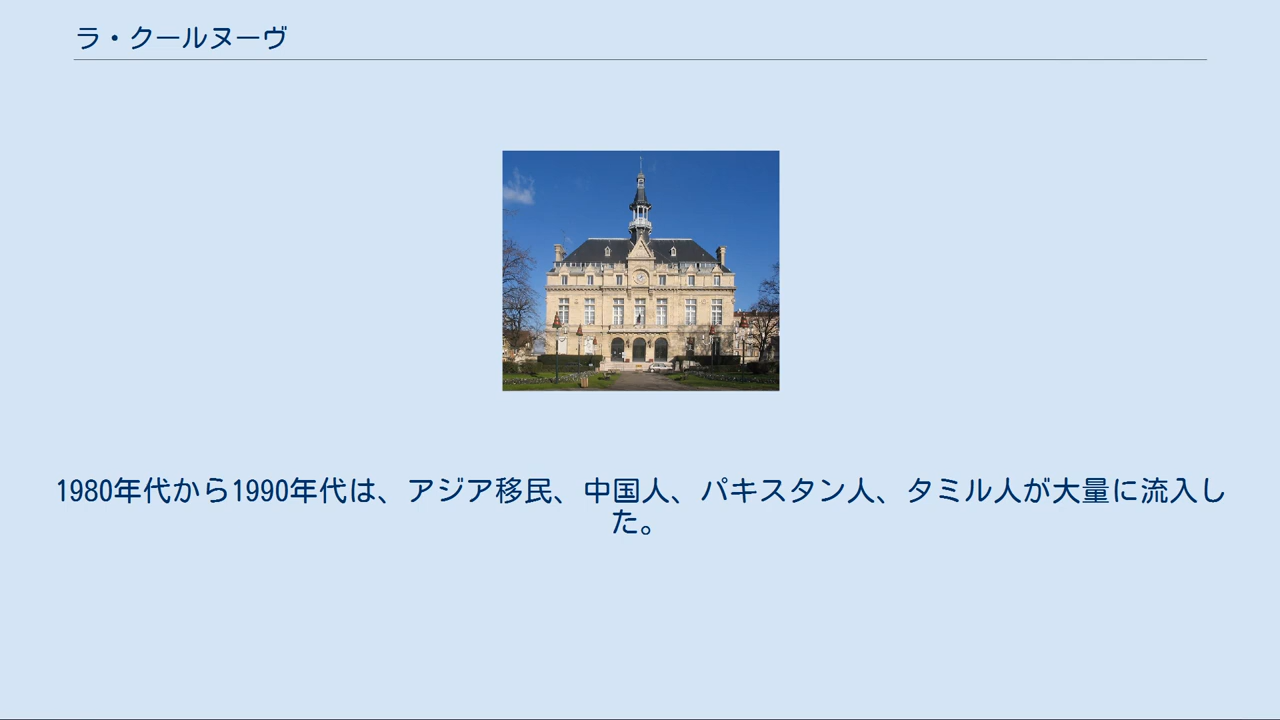 ラ・クールヌーヴ
1980年代から1990年代は、アジア移民、中国人、パキスタン人、タミル人が大量に流入し
た。